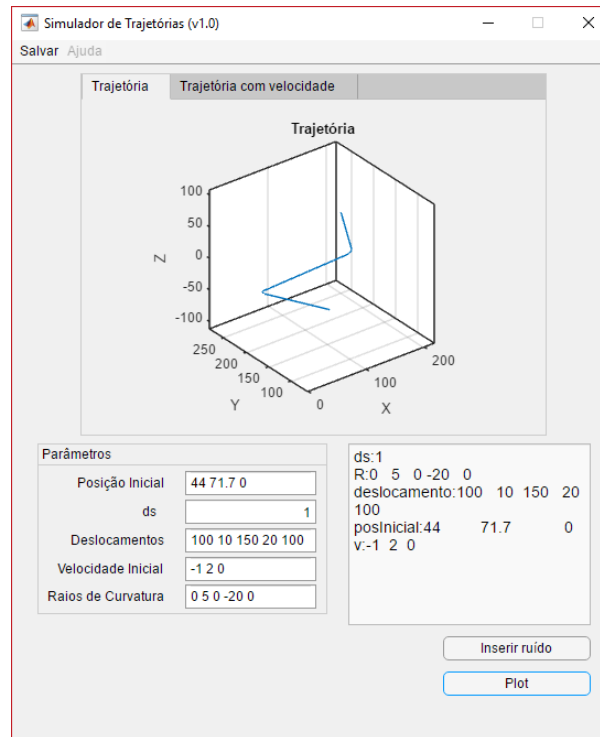 Simulador de Trajetórias (v1.0)
Salvar Ajuda
Trajetória Trajetória com velocidade
Trajetória
100
50
0
-50
-100
Z
250
200
150
100
Y
0
100
200
X
Parâmetros
Posição Inicial 44 71.7 0
ds 1
Deslocamentos 100 10 150 20 100
Velocidade Inicial -1 2 0
Raios de Curvatura 0 5 0 -20 0
ds:1
R:0 5 0 -20 0
deslocamento:100 10 150 20
100
posInicial:44 71.7 0
v:-1 2 0
Inserir ruído
Plot